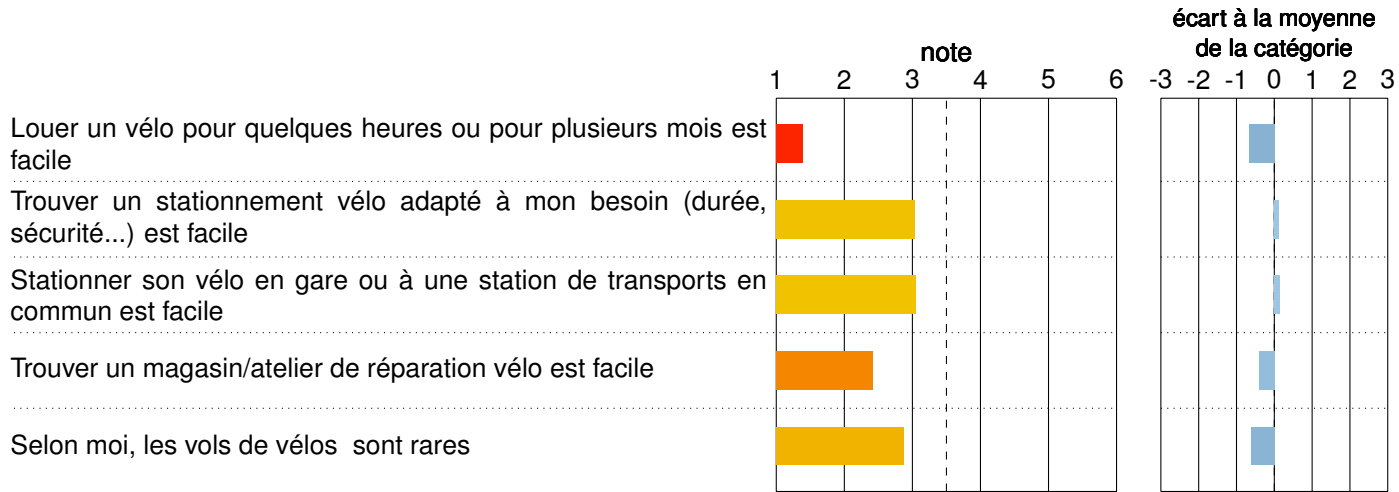 écart à la moyenne
note de la catégorie
1 2 3 4 5 6 -3 -2 -1 0 1 2 3
Louer un vélo pour quelques heures ou pour plusieurs mois est
facile
Trouver un stationnement vélo adapté à mon besoin (durée,
sécurité...) est facile
Stationner son vélo en gare ou à une station de transports en
commun est facile
Trouver un magasin/atelier de réparation vélo est facile
Selon moi, les vols de vélos sont rares